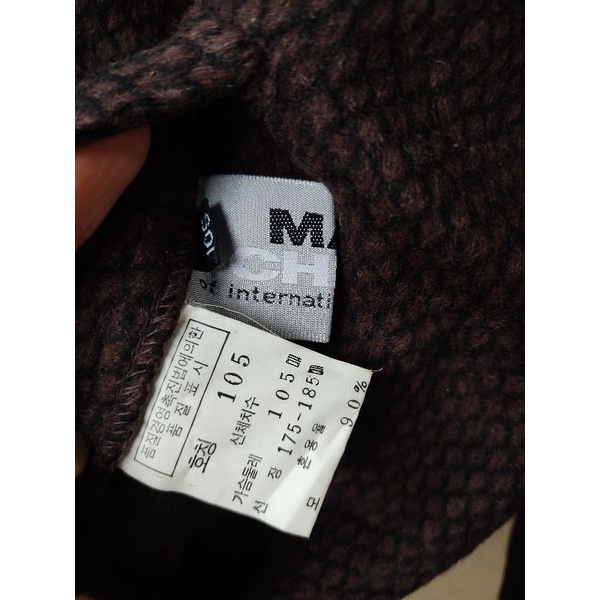 105
MA
CH
of internati
품질경영촉진법에의한
품 질 표 시
호칭 105
신체치수
가슴둘레 105㎝
신 장 175-185㎝
혼용율
모 90%